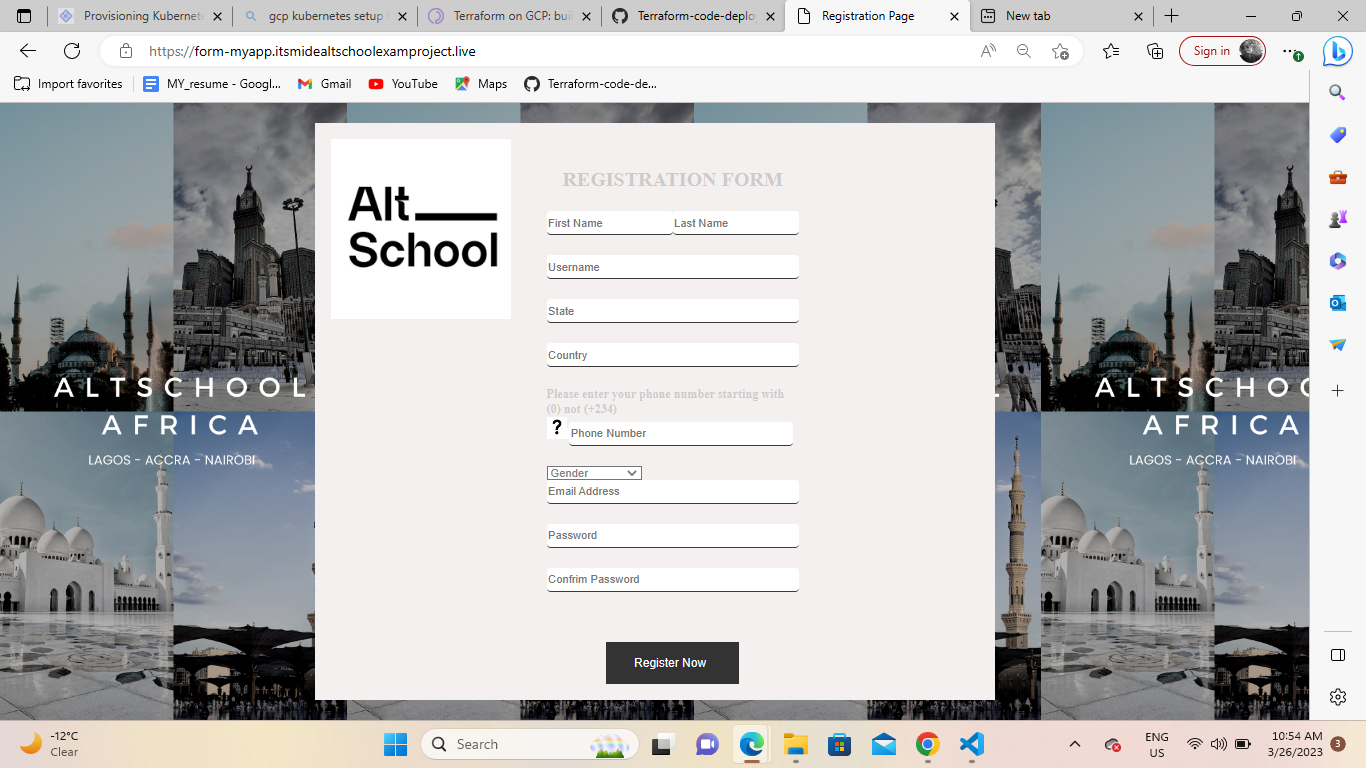 Provisioning Kubernete
gcp kubernetes setup t
Terraform on GCP: buil
Terraform-code-deploy
Registration Page
New tab
https://form-myapp.itsmidealtschoolexamproject.live
Sign in
Import favorites
MY_resume - Googl...
Gmail
YouTube
Maps
Terraform-code-de...
Alt
School
REGISTRATION FORM
First Name
Last Name
Username
State
Country
Please enter your phone number starting with
(0) not (+234)
?
Phone Number
Gender
Email Address
Password
Confrim Password
Register Now
ALTSCHOOL
AFRICA
LAGOS - ACCRA - NAIROBI
ALTSCHOO
AFRICA
LAGOS - ACCRA - NAIROBI
-12°C
Clear
Search
ENG
US
10:54 AM
3/26/2023
3